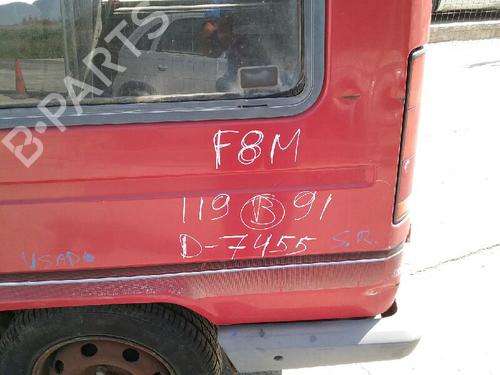 B-PARTS
F8M
119 B 91
D-7455 S.R.
USADO